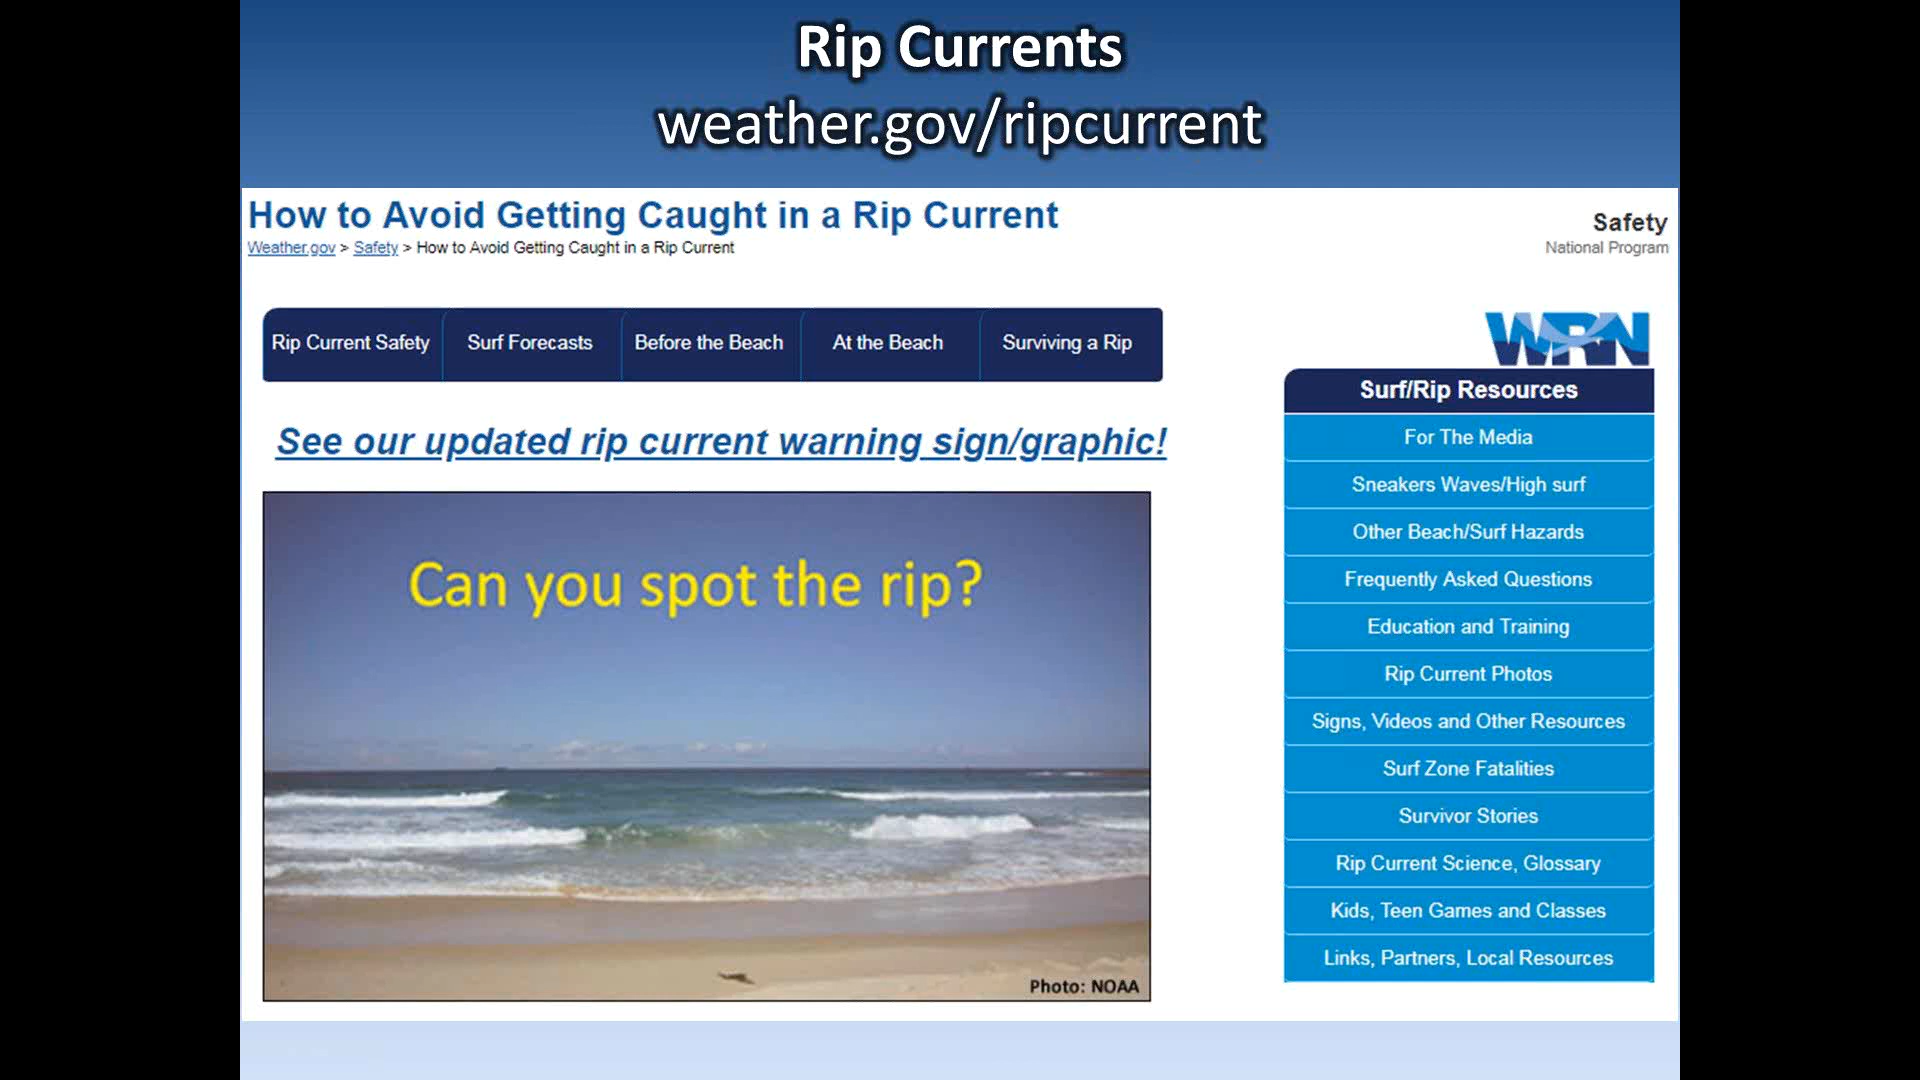 Rip Currents
weather.gov/ripcurrent
How to Avoid Getting Caught in a Rip Current
Weather.gov > Safety > How to Avoid Getting Caught in a Rip Current
Safety
National Program
Rip Current Safety
Surf Forecasts
Before the Beach
At the Beach
Surviving a Rip
See our updated rip current warning sign/graphic!
Can you spot the rip?
Photo: NOAA
WRN
Surf/Rip Resources
For The Media
Sneakers Waves/High surf
Other Beach/Surf Hazards
Frequently Asked Questions
Education and Training
Rip Current Photos
Signs, Videos and Other Resources
Surf Zone Fatalities
Survivor Stories
Rip Current Science, Glossary
Kids, Teen Games and Classes
Links, Partners, Local Resources